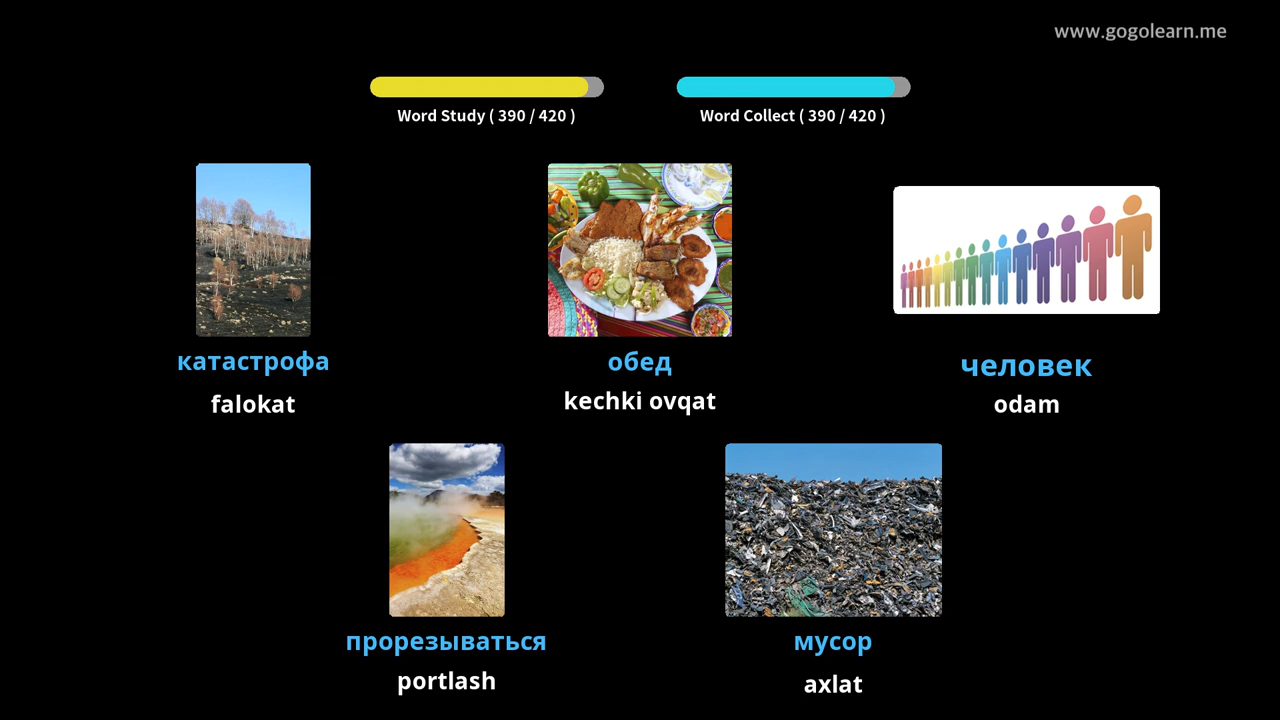 www.gogolearn.me
Word Study ( 390 / 420 )
Word Collect ( 390 / 420 )
катастрофа
falokat
обед
kechki ovqat
человек
odam
прорезываться
portlash
мусор
axlat